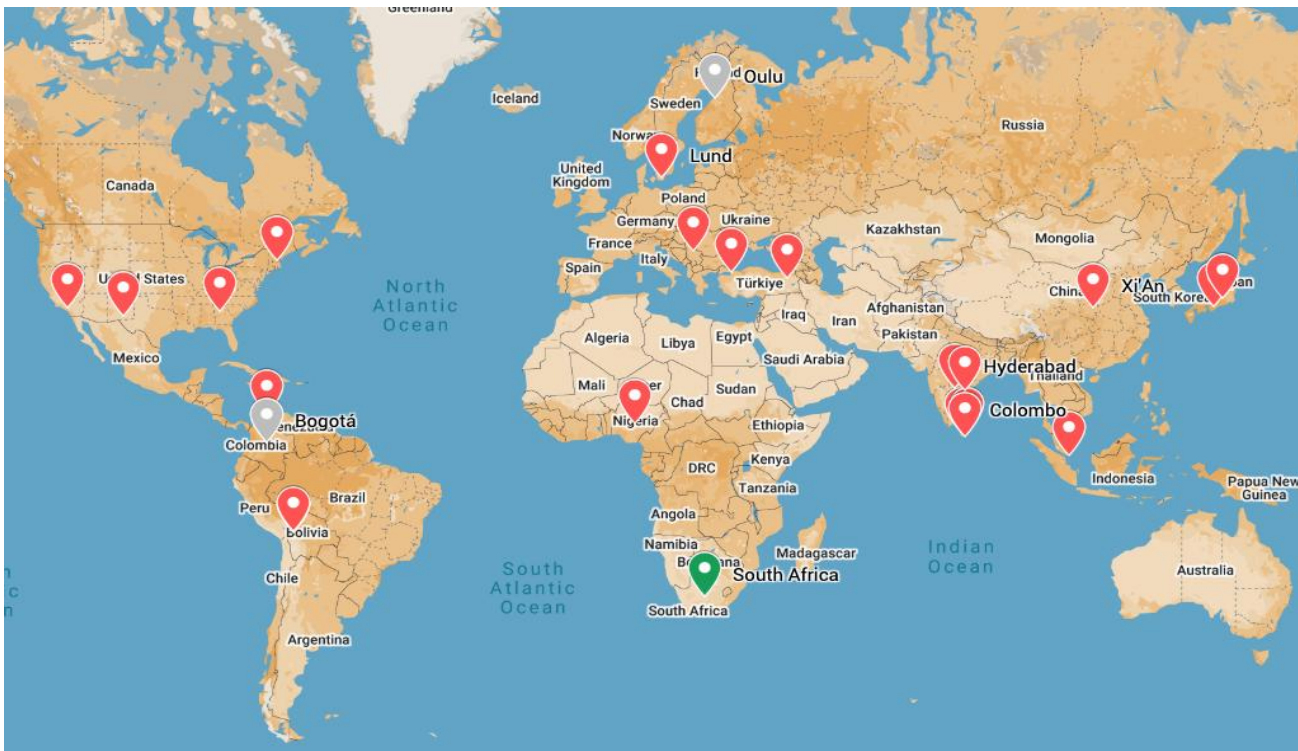 Greenland
Iceland
Oulu
Sweden
Russia
Norway
Lund
United
Kingdom
Canada
Poland
Germany
Ukraine
France
Kazakhstan
Mongolia
Italy
Spain
Türkiye
United States
North
Atlantic
Ocean
China
Xi'An
South Korea
Afghanistan
Iraq
Iran
Pakistan
Algeria
Libya
Egypt
Saudi Arabia
Mexico
Hyderabad
Thailand
Mali
Chad
Sudan
Colombo
Bogotá
Nigeria
Ethiopia
Colombia
Kenya
DRC
Indonesia
Papua New
Guinea
Tanzania
Peru
Brazil
Angola
Bolivia
Namibia
Madagascar
Indian
Ocean
South
Atlantic
Ocean
Chile
South Africa
Australia
South Africa
Argentina